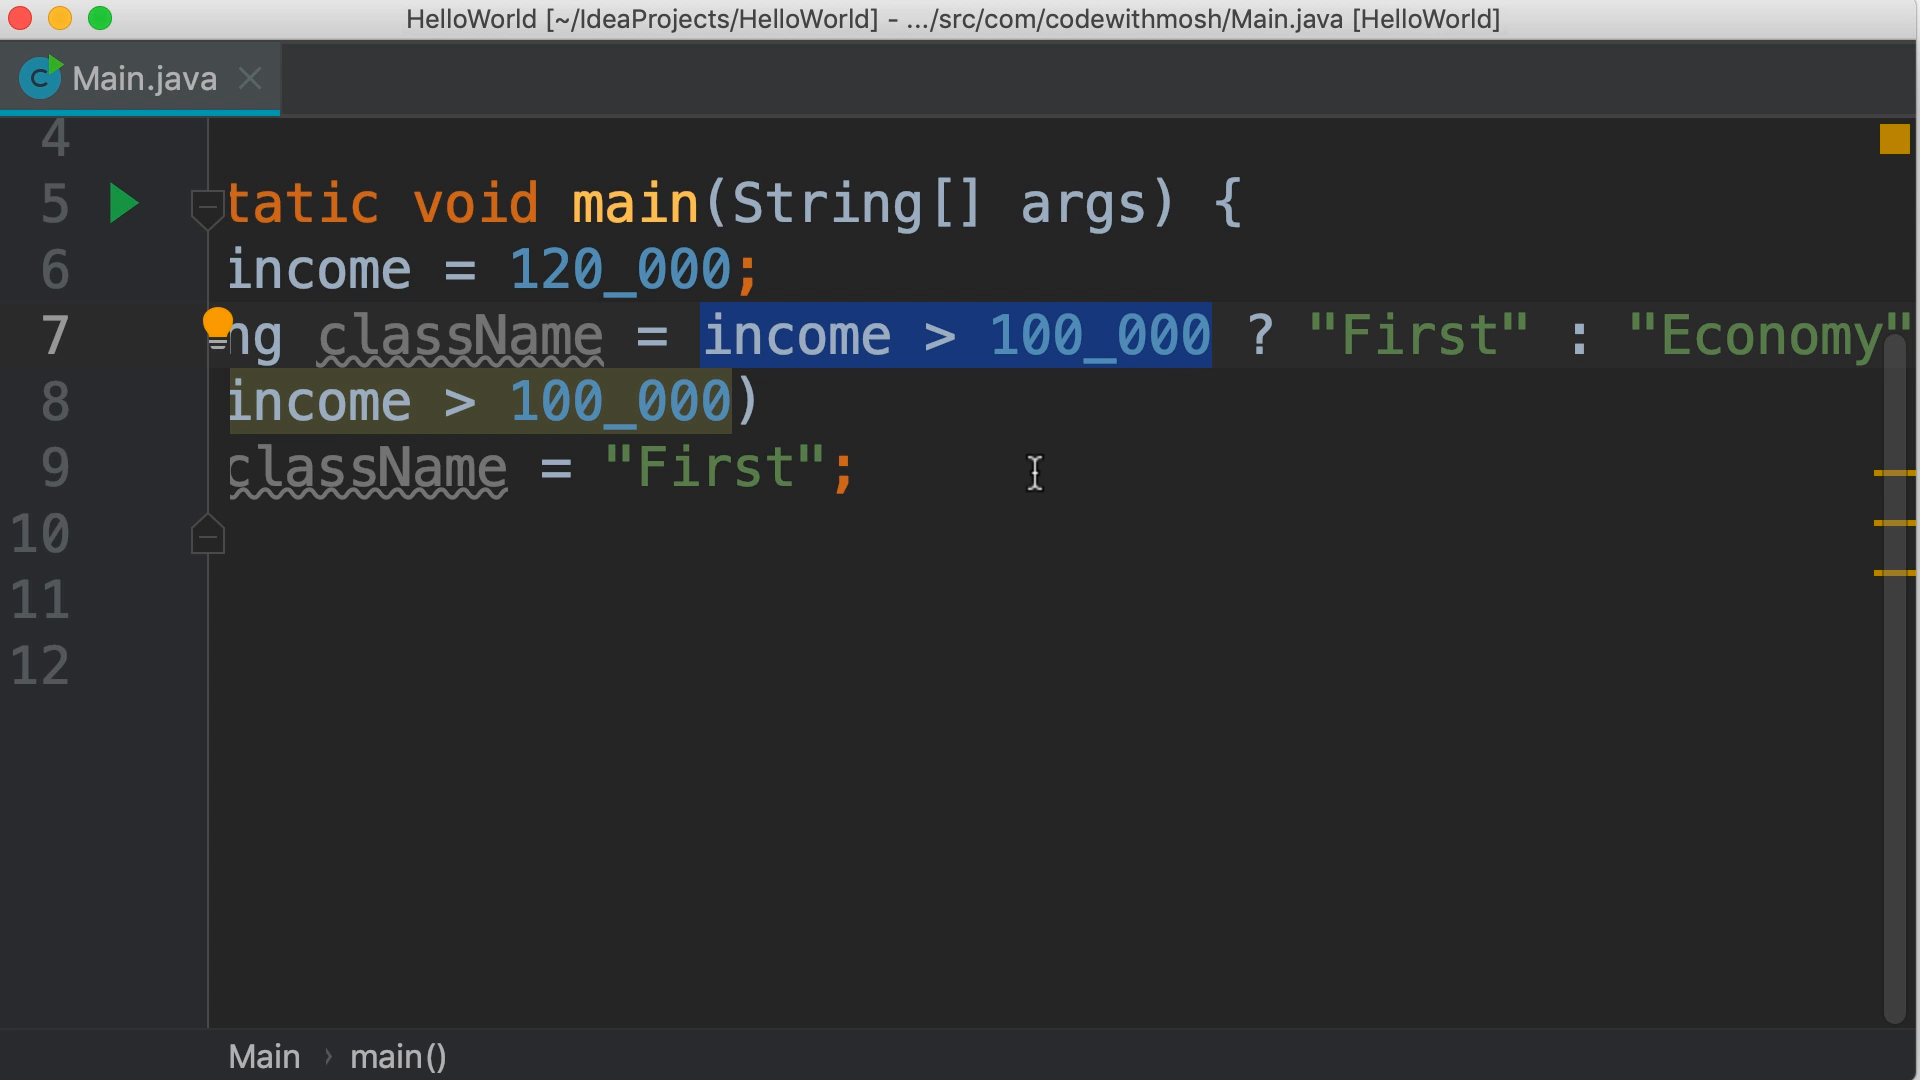 HelloWorld [~/IdeaProjects/HelloWorld] - .../src/com/codewithmosh/Main.java [HelloWorld]
C Main.java
4
5 tatic void main(String[] args) {
6 income = 120_000;
7 ng className = income > 100_000 ? "First" : "Economy"
8 income > 100_000)
9 className = "First";
10
11
12
Main › main()